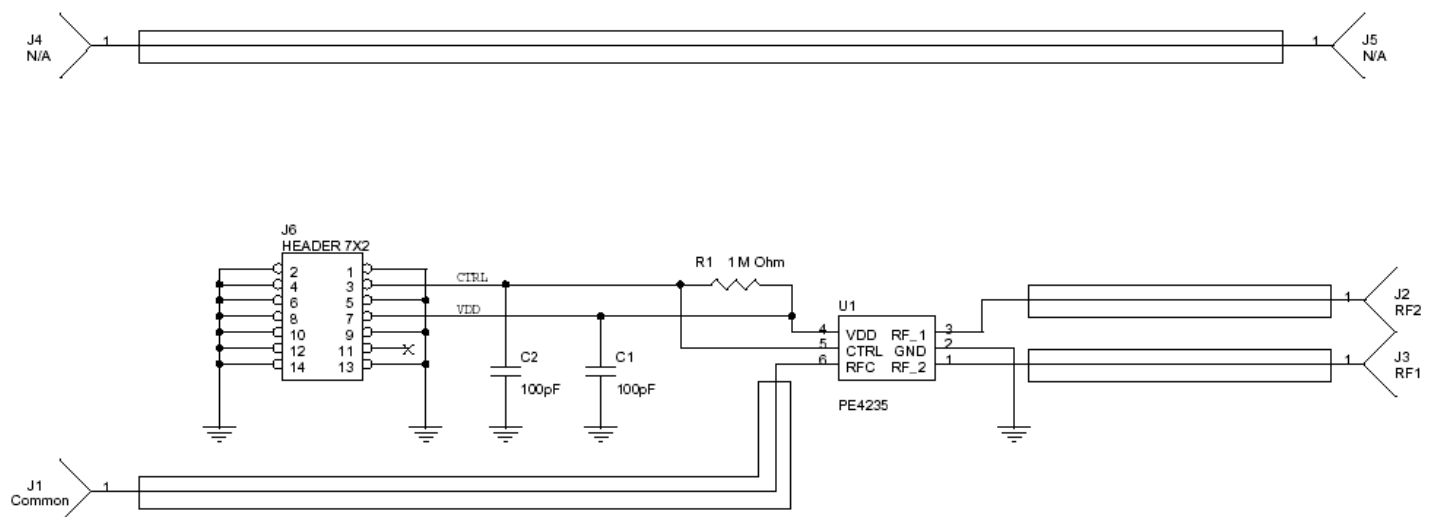 J4
N/A
1
1
J5
N/A
J6
HEADER 7X2
2 1
4 3
6 5
8 7
10 9
12 11
14 13
CTRL
VDD
R1 1 M Ohm
C2
100pF
C1
100pF
U1
4 VDD RF_1 3
5 CTRL GND 2
6 RFC RF_2 1
PE4235
1
J2
RF2
1
J3
RF1
J1
Common
1